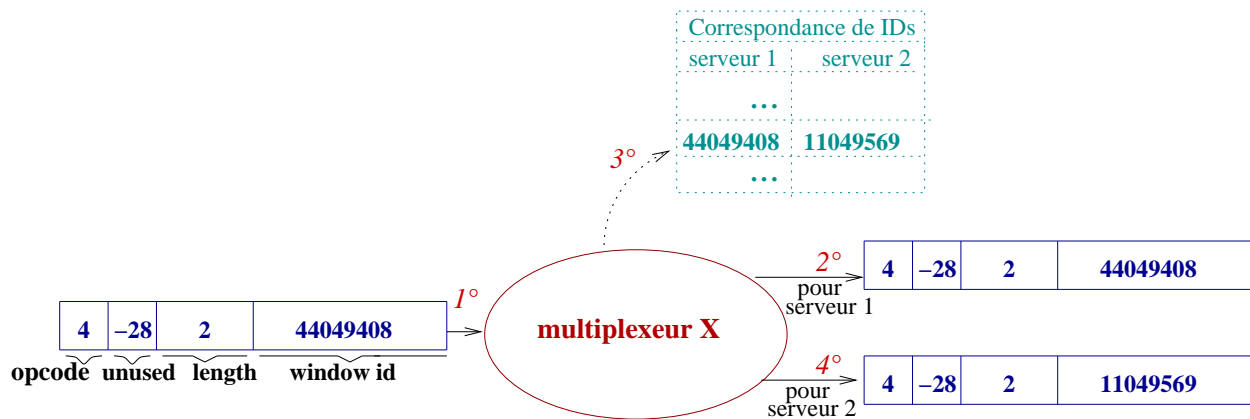 Correspondance de IDs
serveur 1 serveur 2
...
44049408 11049569
...
3°
1°
4 −28 2 44049408
opcode unused length window id
multiplexeur X
2°
pour
serveur 1
4 −28 2 44049408
4°
pour
serveur 2
4 −28 2 11049569